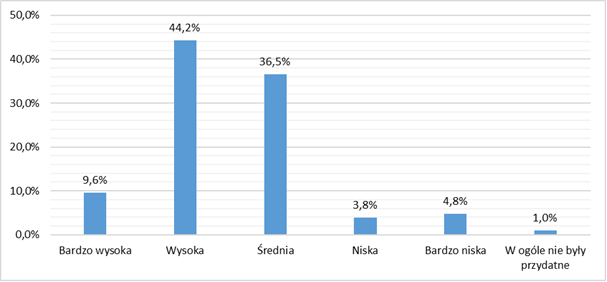 50,0%
44,2%
40,0%
36,5%
30,0%
20,0%
9,6%
10,0%
3,8%
4,8%
1,0%
0,0%
Bardzo wysoka
Wysoka
Średnia
Niska
Bardzo niska
W ogóle nie były
przydatne